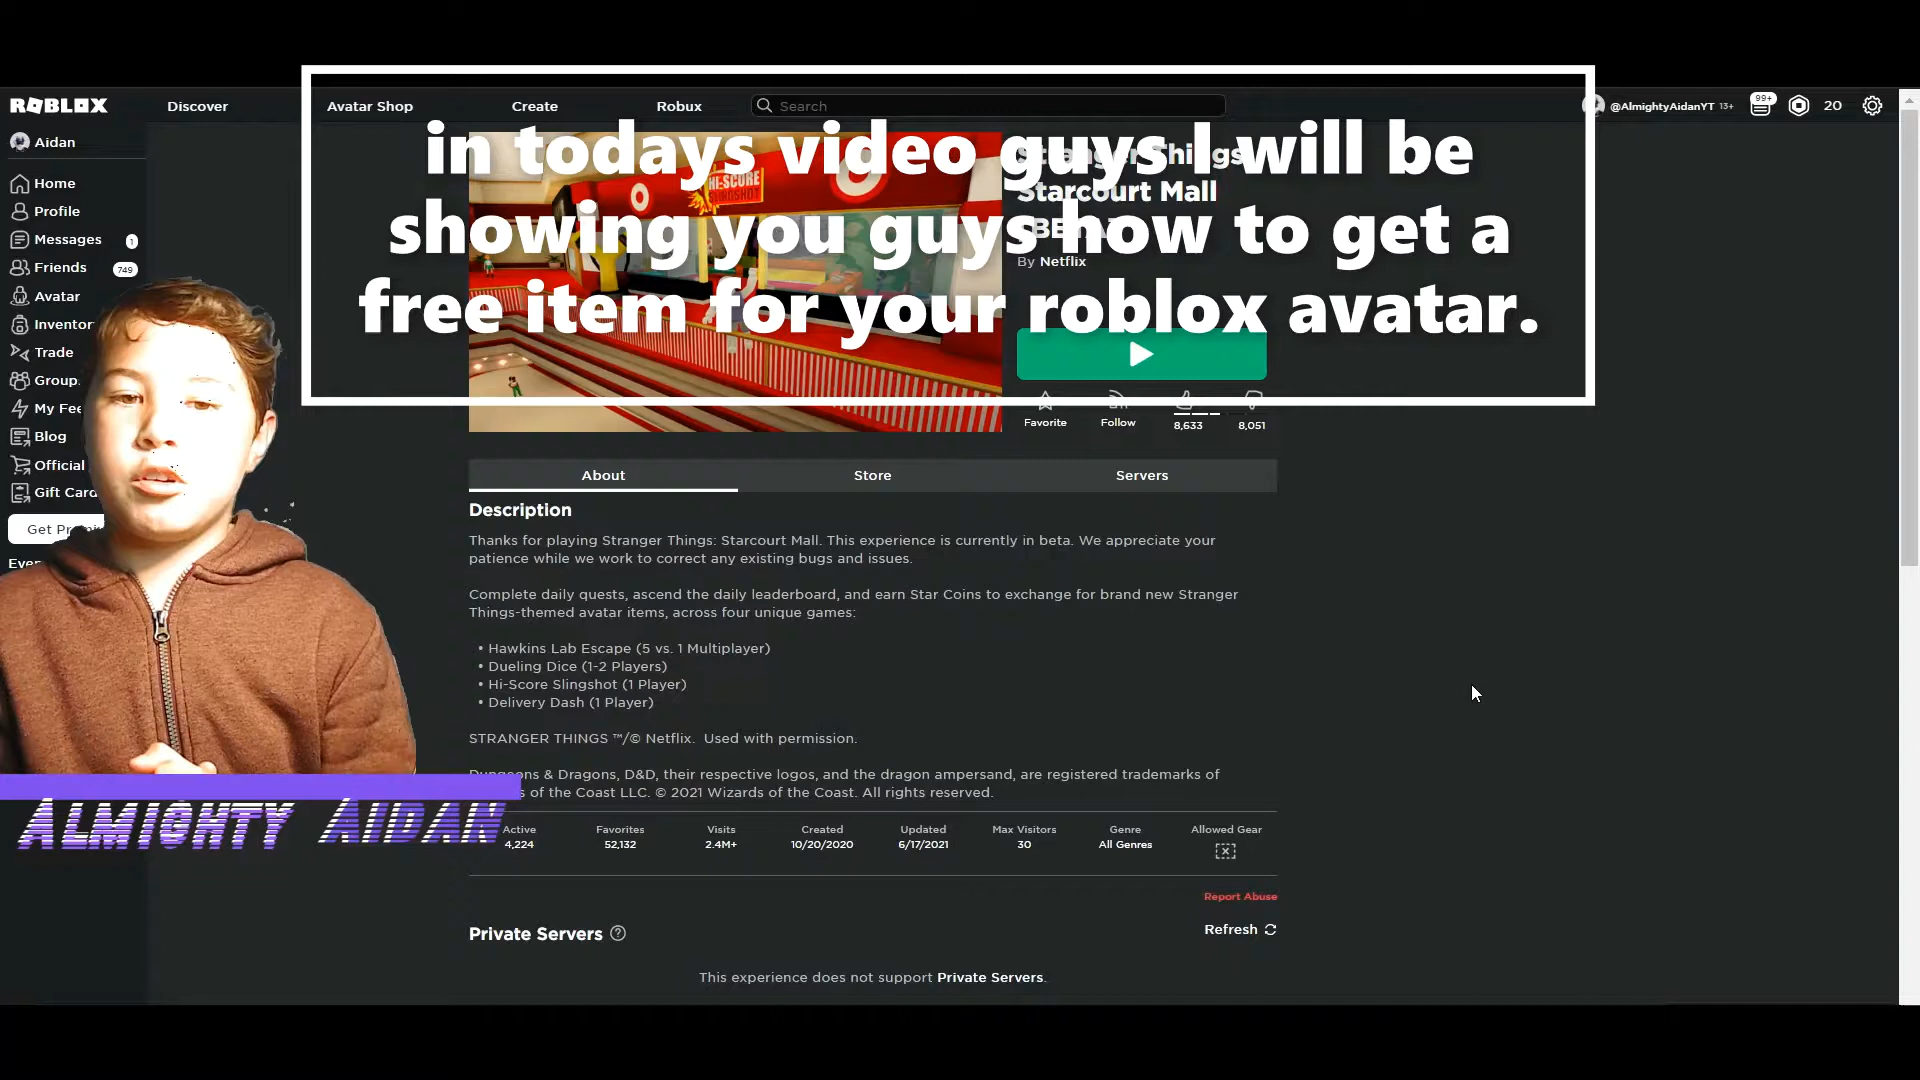 ROBLOX
Discover
Avatar Shop
Create
Robux
Search
@AlmightyAidanYT 13+
99+
20
in todays video guys I will be
showing you guys how to get a
free item for your roblox avatar.
Aidan
Home
Profile
Messages
1
Friends
749
Avatar
Trade
Blog
Official
HI-SCORE
SLINGSHOT
Starcourt Mall
By Netflix
Favorite
Follow
8,633
8,051
About
Store
Servers
Description
Thanks for playing Stranger Things: Starcourt Mall. This experience is currently in beta. We appreciate your
patience while we work to correct any existing bugs and issues.
Complete daily quests, ascend the daily leaderboard, and earn Star Coins to exchange for brand new Stranger
Things-themed avatar items, across four unique games:
• Hawkins Lab Escape (5 vs. 1 Multiplayer)
• Dueling Dice (1-2 Players)
• Hi-Score Slingshot (1 Player)
• Delivery Dash (1 Player)
STRANGER THINGS ™/© Netflix. Used with permission.
& Dragons, D&D, their respective logos, and the dragon ampersand, are registered trademarks of
of the Coast LLC. © 2021 Wizards of the Coast. All rights reserved.
ALMIGHTY AIDAN
Active
4,224
Favorites
52,132
Visits
2.4M+
Created
10/20/2020
Updated
6/17/2021
Max Visitors
30
Genre
All Genres
Allowed Gear
Report Abuse
Private Servers
Refresh
This experience does not support Private Servers.